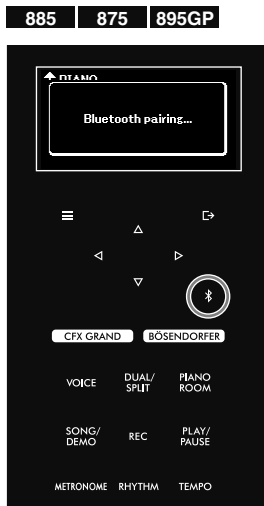 885 875 895GP
PIANO
Bluetooth pairing...
CFX GRAND BÖSENDORFER
VOICE DUAL/ SPLIT PIANO ROOM
SONG/ DEMO REC PLAY/ PAUSE
METRONOME RHYTHM TEMPO